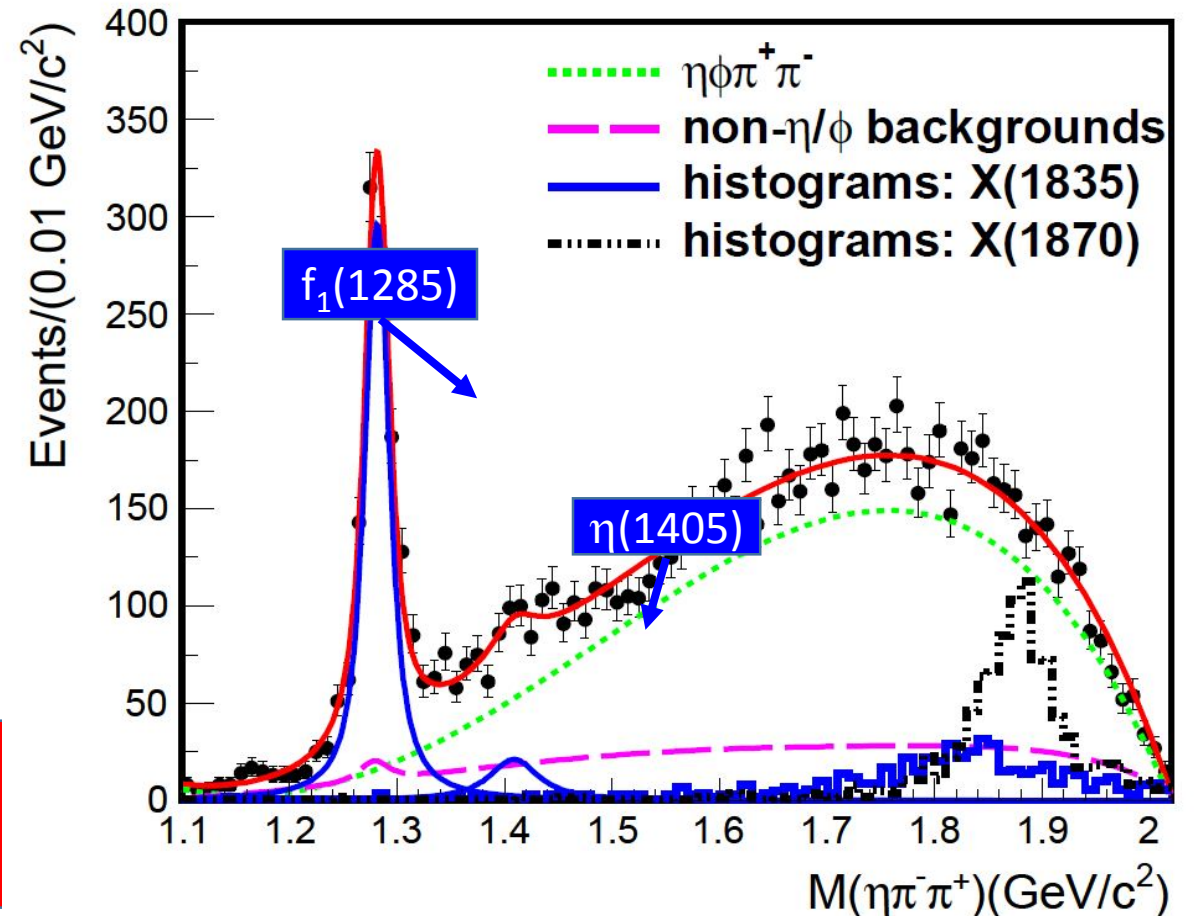 400
350
300
250
200
150
100
50
0
Events/(0.01 GeV/c²)
ηϕπ⁺π⁻
non-η/ϕ backgrounds
histograms: X(1835)
histograms: X(1870)
f₁(1285)
η(1405)
1.1 1.2 1.3 1.4 1.5 1.6 1.7 1.8 1.9 2
M(ηπ⁻π⁺)(GeV/c²)